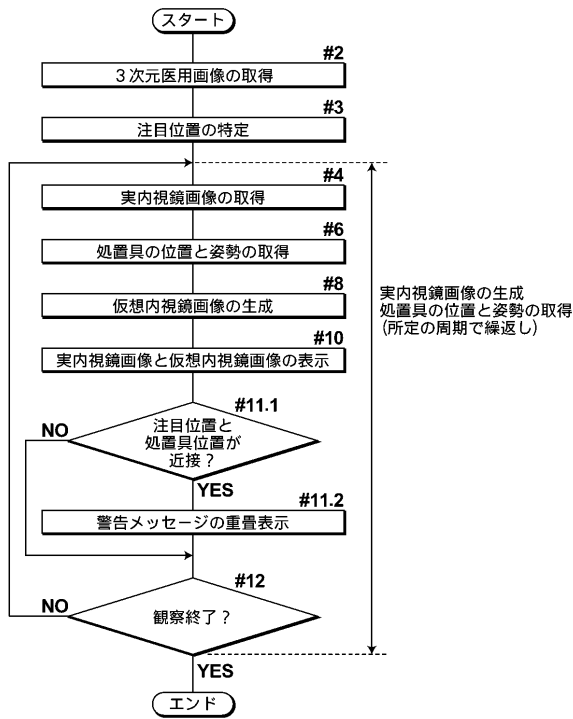 スタート
#2
3次元医用画像の取得
#3
注目位置の特定
#4
実内視鏡画像の取得
#6
処置具の位置と姿勢の取得
#8
仮想内視鏡画像の生成
#10
実内視鏡画像と仮想内視鏡画像の表示
#11.1
注目位置と
処置具位置が
近接？
NO
YES
#11.2
警告メッセージの重畳表示
#12
観察終了？
NO
YES
エンド
実内視鏡画像の生成
処置具の位置と姿勢の取得
(所定の周期で繰返し)